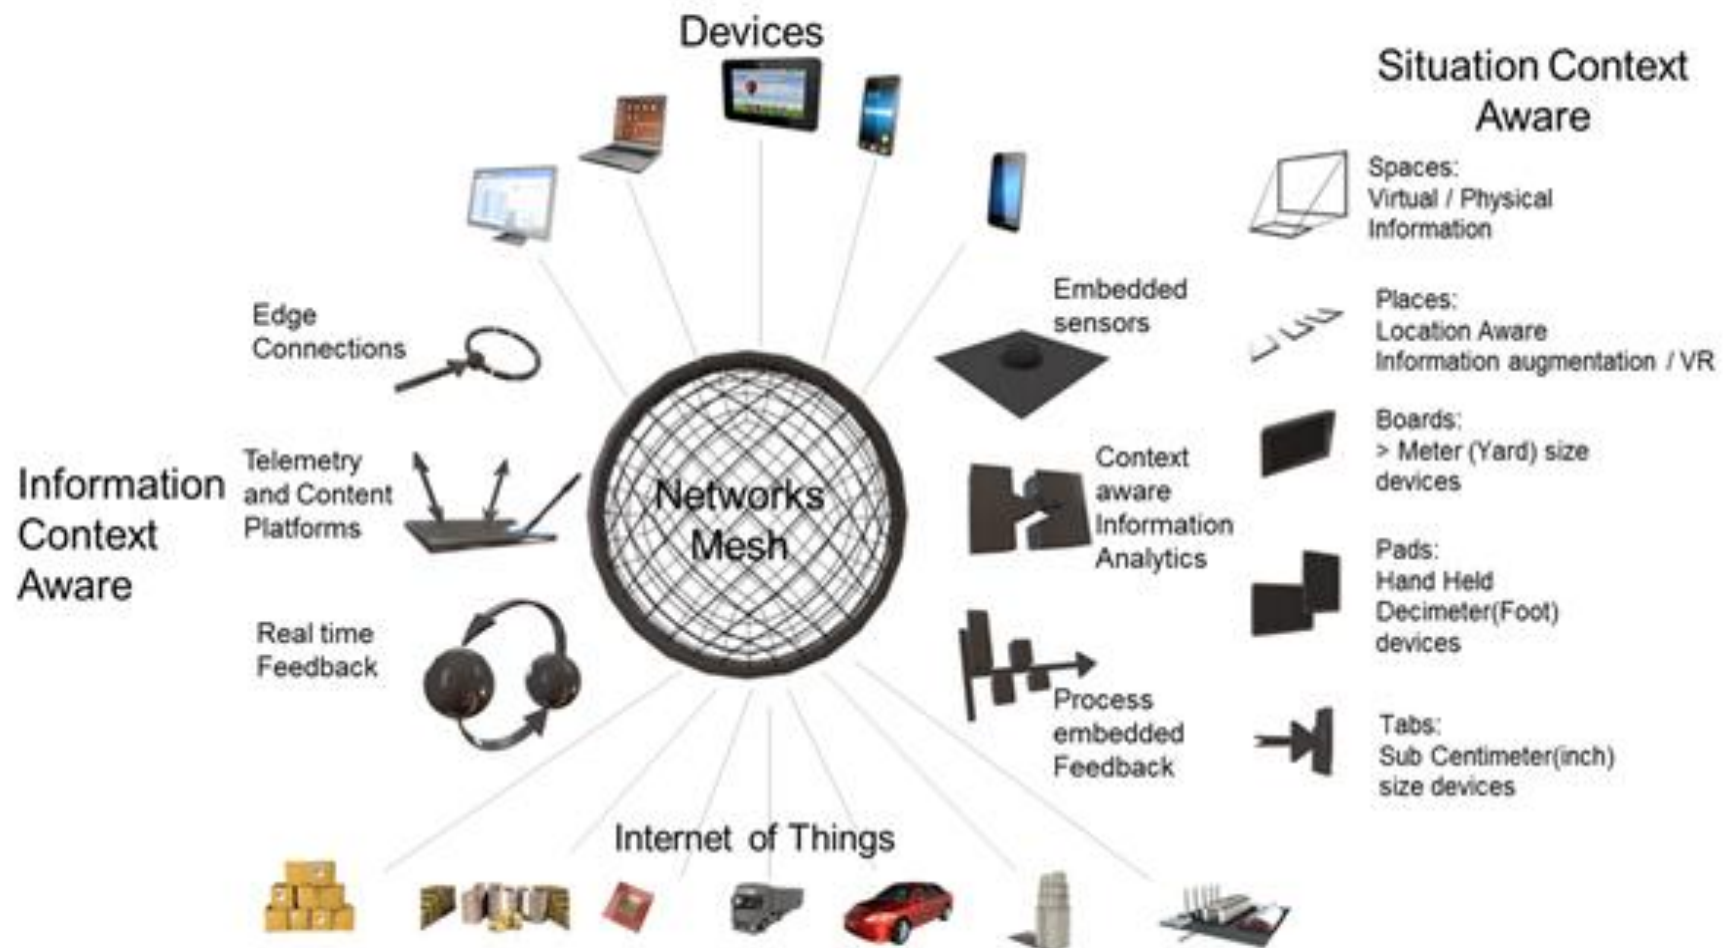 Devices
Situation Context
Aware
Spaces:
Virtual / Physical
Information
Edge
Connections
Embedded
sensors
Places:
Location Aware
Information augmentation / VR
Boards:
> Meter (Yard) size
devices
Information
Context
Aware
Telemetry
and Content
Platforms
Networks
Mesh
Context
aware
Information
Analytics
Pads:
Hand Held
Decimeter(Foot)
devices
Real time
Feedback
Process
embedded
Feedback
Tabs:
Sub Centimeter(inch)
size devices
Internet of Things